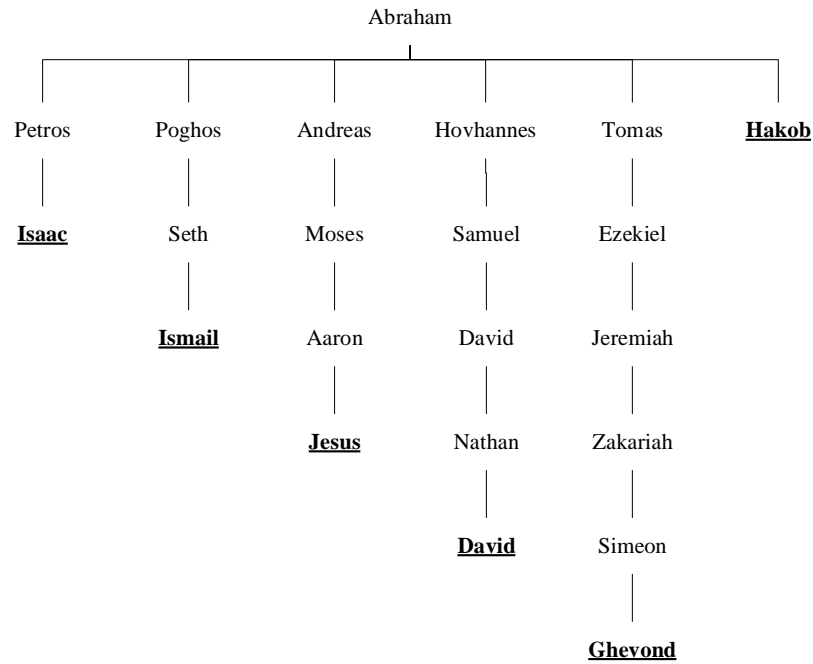 Abraham
Petros Poghos Andreas Hovhannes Tomas Hakob
Isaac Seth Moses Samuel Ezekiel
Ismail Aaron David Jeremiah
Jesus Nathan Zakariah
David Simeon
Ghevond